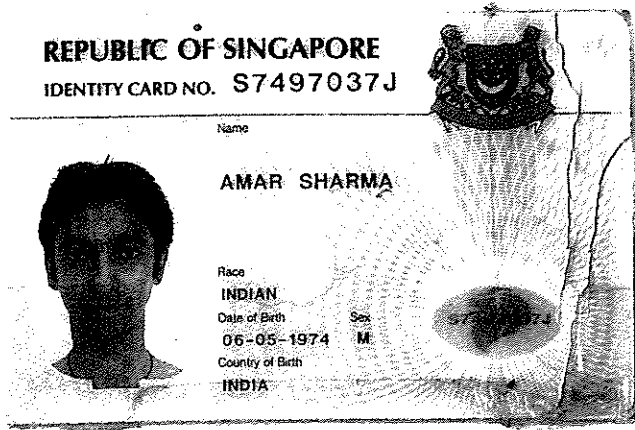 REPUBLIC OF SINGAPORE
IDENTITY CARD NO. S7497037J
Name
AMAR SHARMA
Race
INDIAN
Date of Birth Sex
06-05-1974 M
Country of Birth
INDIA